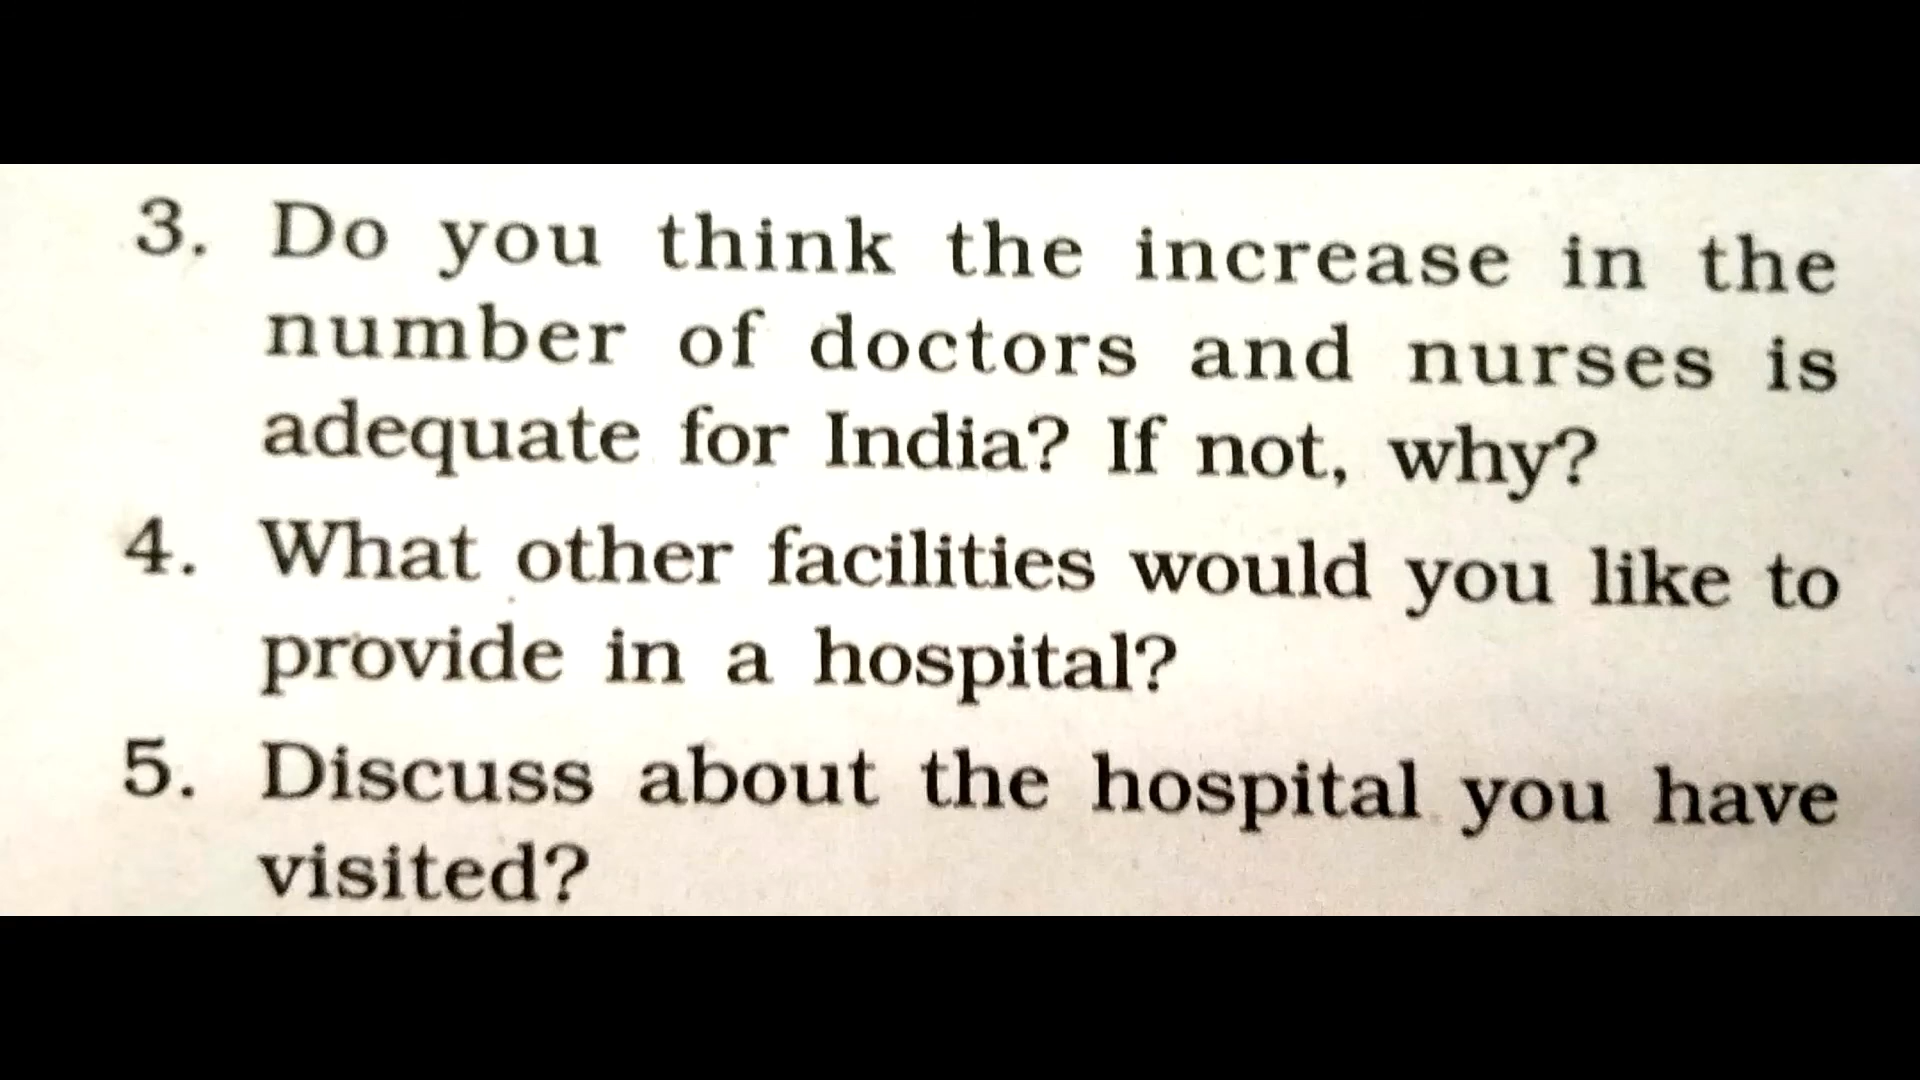 3. Do you think the increase in the
number of doctors and nurses is
adequate for India? If not, why?
4. What other facilities would you like to
provide in a hospital?
5. Discuss about the hospital you have
visited?